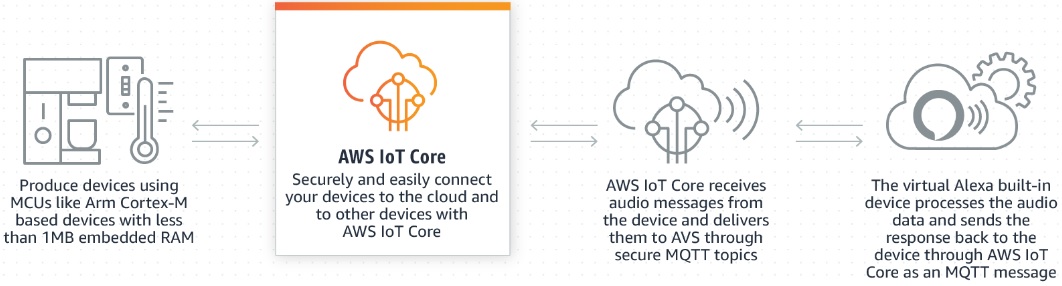 Produce devices using
MCUs like Arm Cortex-M
based devices with less
than 1MB embedded RAM
AWS IoT Core
Securely and easily connect
your devices to the cloud and
to other devices with
AWS IoT Core
AWS IoT Core receives
audio messages from
the device and delivers
them to AVS through
secure MQTT topics
The virtual Alexa built-in
device processes the audio
data and sends the
response back to the
device through AWS IoT
Core as an MQTT message